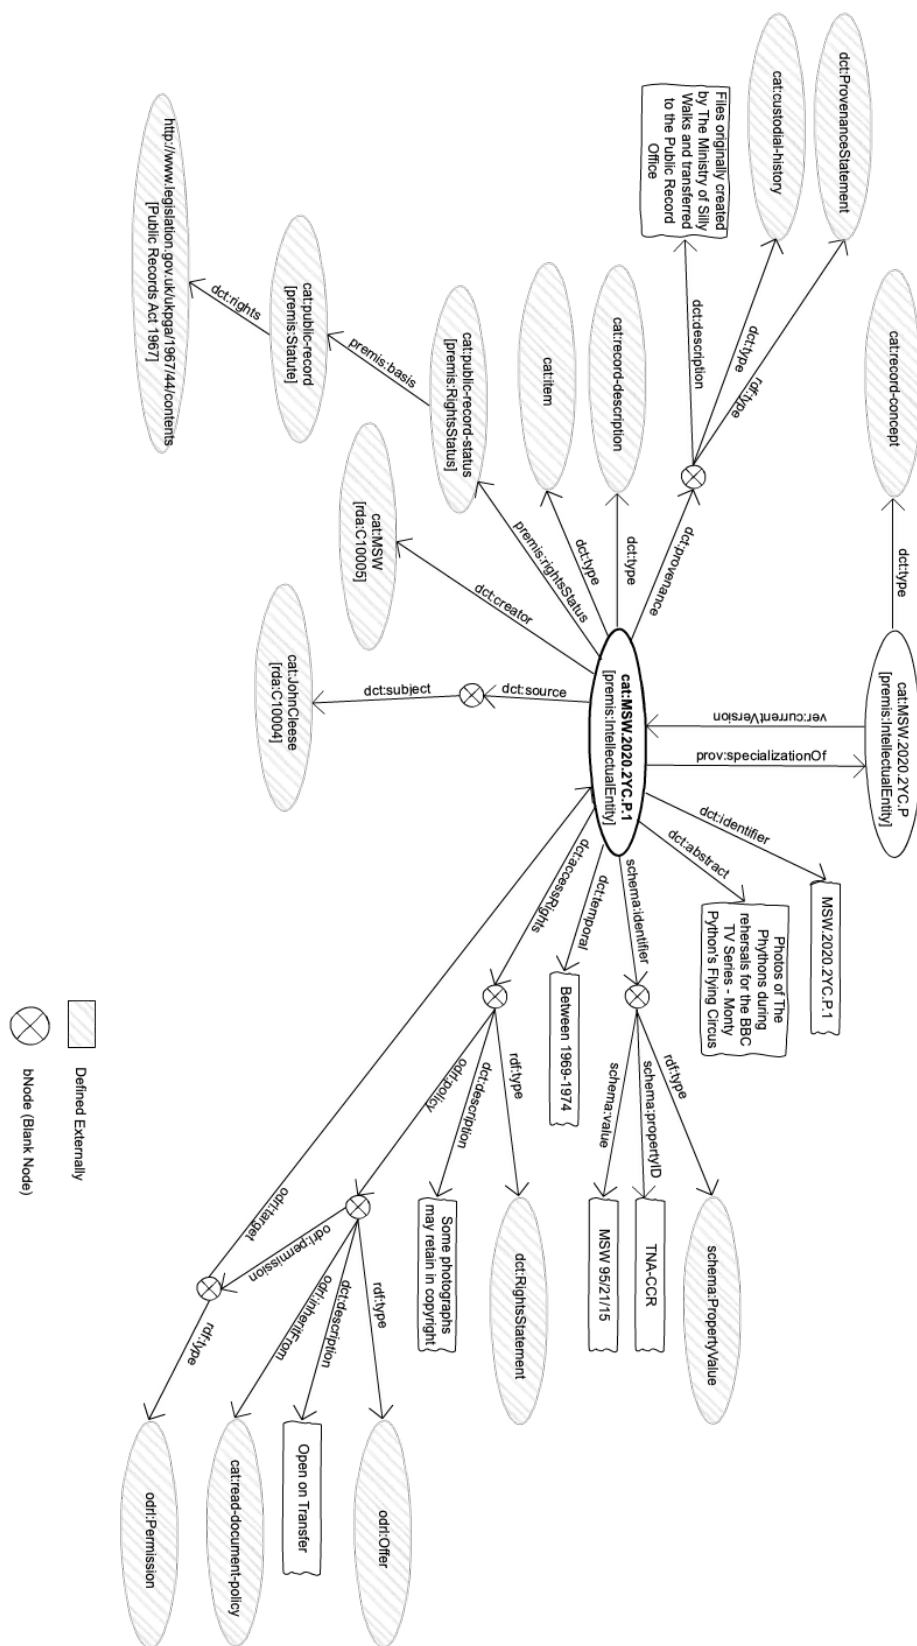 cat:record-concept
dct:type
cat:MSW.2020.2YC.P
[premis:IntellectualEntity]
ver:currentVersion
prov:specializationOf
dct:ProvenanceStatement
cat:custodial-history
Files originally created
by The Ministry of Silly
Walks and transferred
to the Public Record
Office
rdf:type
dct:type
dct:description
dct:provenance
cat:record-description
dct:type
cat:item
dct:type
cat:public-record-status
[premis:RightsStatus]
premis:rightsStatus
premis:basis
cat:public-record
[premis:Statute]
dct:rights
http://www.legislation.gov.uk/ukpga/1967/44/contents
[Public Records Act 1967]
cat:MSW
[rda:C10005]
dct:creator
cat:JohnCleese
[rda:C10004]
dct:subject
dct:source
cat:MSW.2020.2YC.P.1
[premis:IntellectualEntity]
dct:identifier
MSW.2020.2YC.P.1
dct:abstract
Photos of The
Phythons during
rehersals for the BBC
TV Series - Monty
Python's Flying Circus
schema:identifier
rdf:type
schema:PropertyValue
schema:propertyID
TNA-CCR
schema:value
MSW 95/21/15
dct:temporal
Between 1969-1974
dct:accessRights
rdf:type
dct:RightsStatement
dct:description
Some photographs
may retain in copyright
odrl:policy
rdf:type
odrl:Offer
dct:description
Open on Transfer
odrl:inheritFrom
cat:read-document-policy
odrl:permission
odrl:target
rdf:type
odrl:Permission
Defined Externally
bNode (Blank Node)